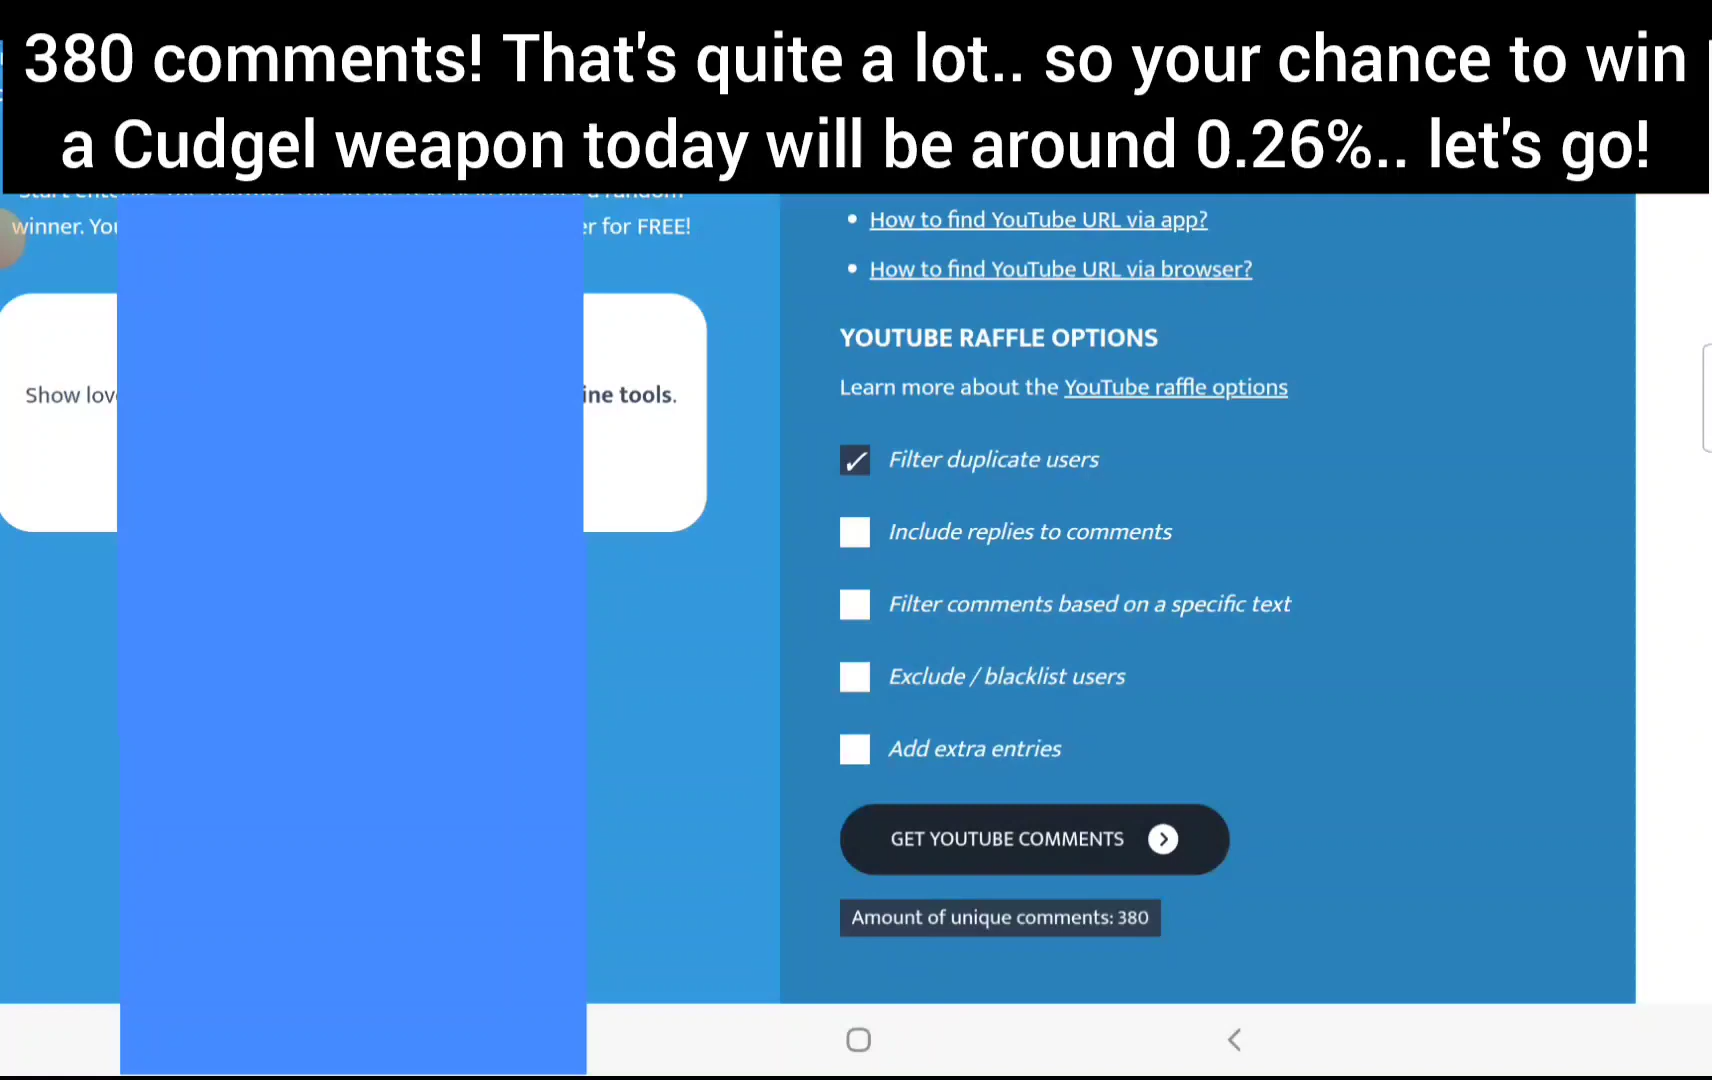 380 comments! That's quite a lot.. so your chance to win
a Cudgel weapon today will be around 0.26%.. let's go!
winner. You
er for FREE!
Show lov
ine tools.
How to find YouTube URL via app?
How to find YouTube URL via browser?
YOUTUBE RAFFLE OPTIONS
Learn more about the YouTube raffle options
Filter duplicate users
Include replies to comments
Filter comments based on a specific text
Exclude / blacklist users
Add extra entries
GET YOUTUBE COMMENTS
Amount of unique comments: 380